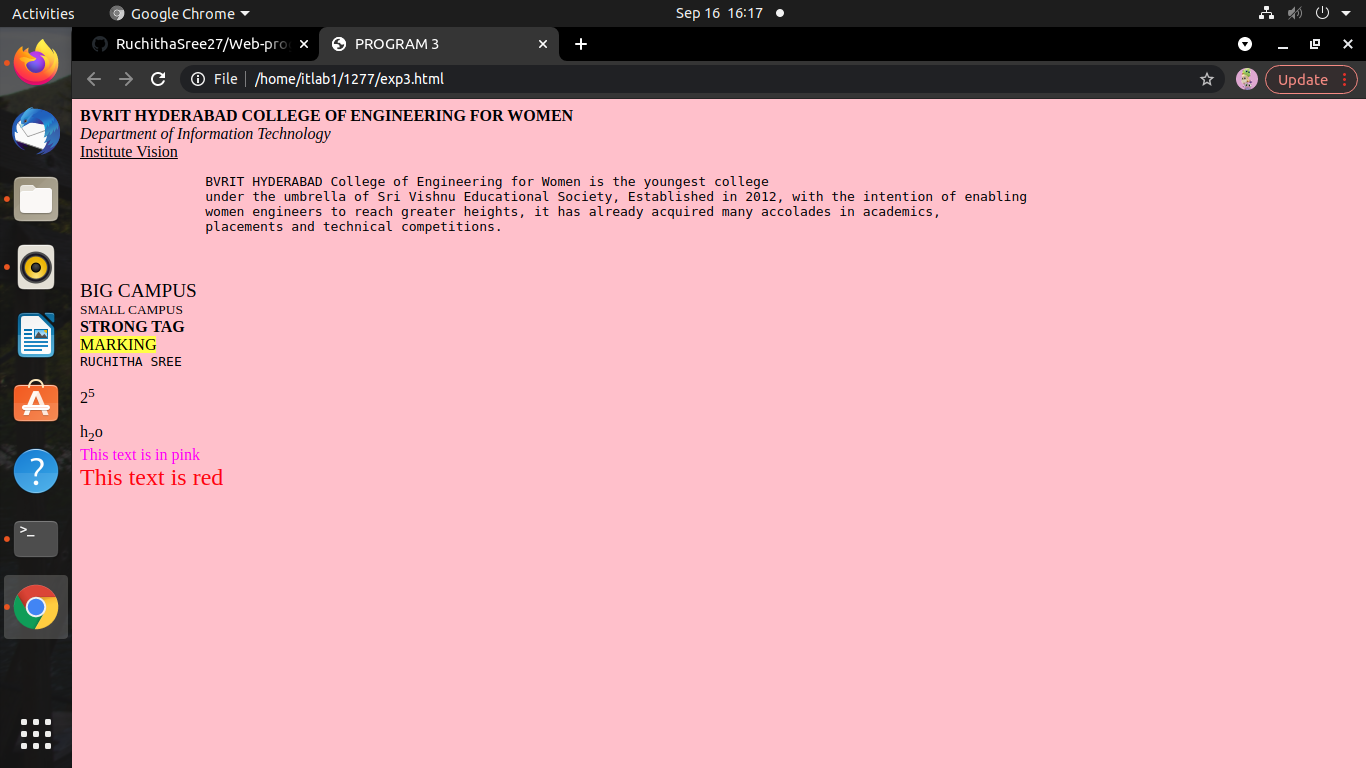 Activities Google Chrome Sep 16 16:17
RuchithaSree27/Web-pro PROGRAM 3
File /home/itlab1/1277/exp3.html Update
BVRIT HYDERABAD COLLEGE OF ENGINEERING FOR WOMEN
Department of Information Technology
Institute Vision
BVRIT HYDERABAD College of Engineering for Women is the youngest college
under the umbrella of Sri Vishnu Educational Society, Established in 2012, with the intention of enabling
women engineers to reach greater heights, it has already acquired many accolades in academics,
placements and technical competitions.
BIG CAMPUS
SMALL CAMPUS
STRONG TAG
MARKING
RUCHITHA SREE
2⁵
h₂o
This text is in pink
This text is red